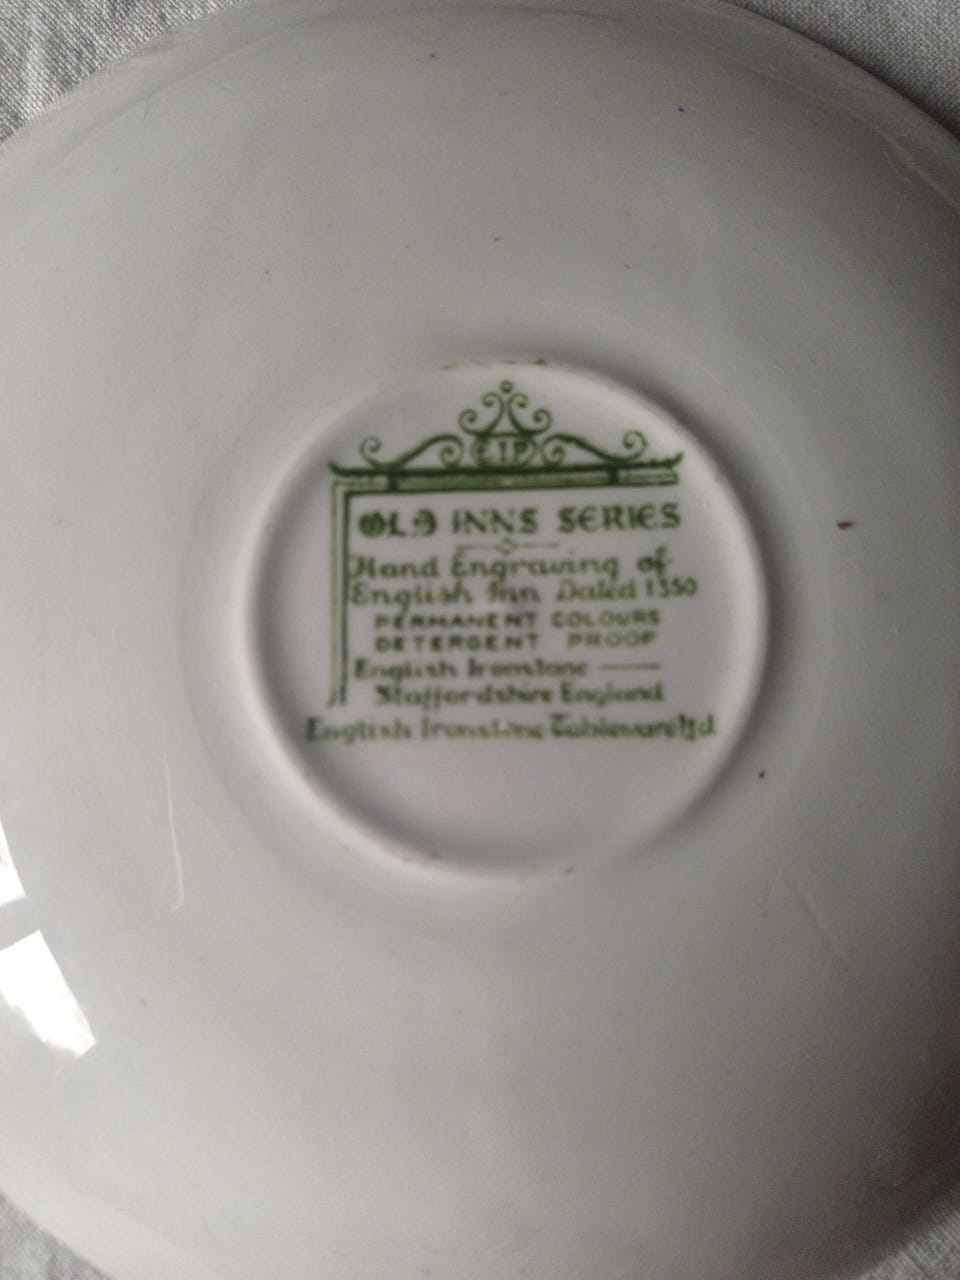 EIP
OLD INNS SERIES
Hand Engraving of
English Inn Dated 1350
PERMANENT COLOURS
DETERGENT PROOF
English Ironstone
Staffordshire England
English Ironstone Tableware Ltd